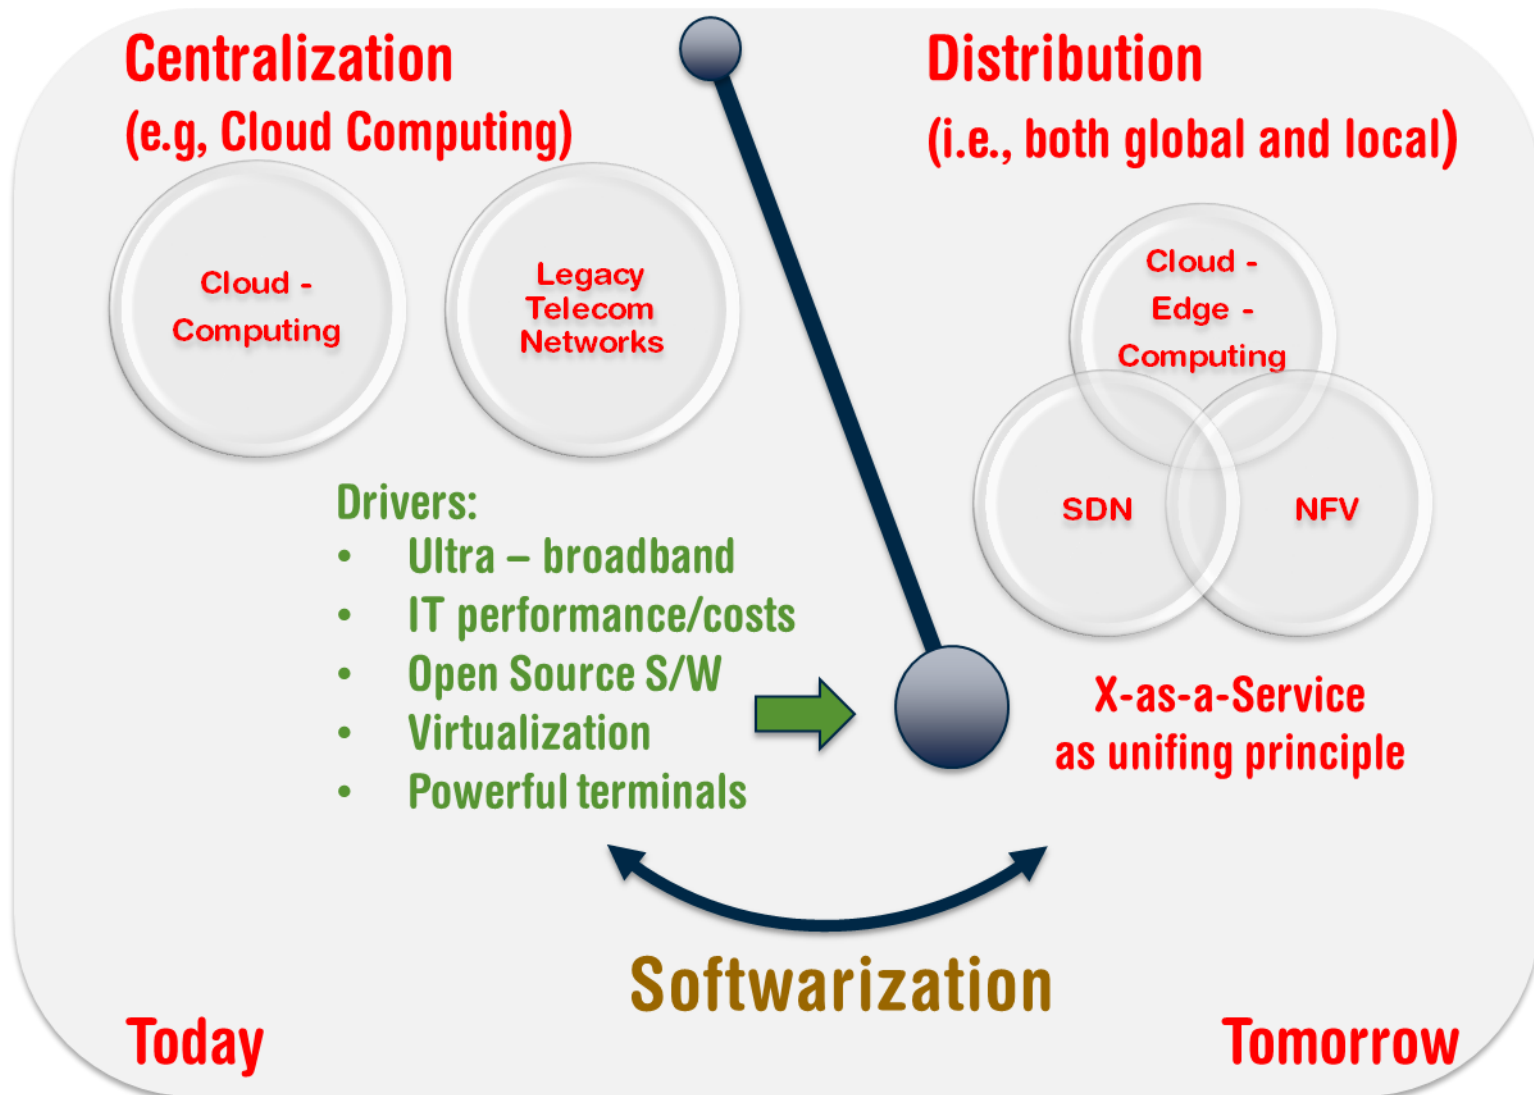 Centralization
(e.g, Cloud Computing)
Cloud -
Computing
Legacy
Telecom
Networks
Distribution
(i.e., both global and local)
Cloud -
Edge -
Computing
SDN
NFV
Drivers:
• Ultra – broadband
• IT performance/costs
• Open Source S/W
• Virtualization
• Powerful terminals
X-as-a-Service
as unifing principle
Softwarization
Today
Tomorrow